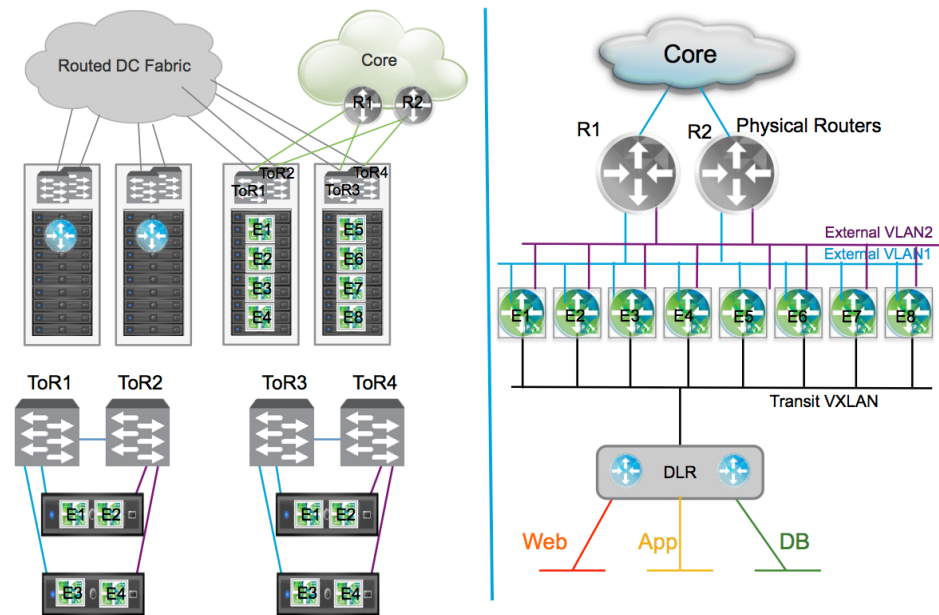 Routed DC Fabric
Core
R1
R2
ToR2
ToR4
ToR1
ToR3
E1
E5
E2
E6
E3
E7
E4
E8
ToR1
ToR2
ToR3
ToR4
E1
E2
E1
E2
E3
E4
E3
E4
Core
R1
R2
Physical Routers
External VLAN2
External VLAN1
E1
E2
E3
E4
E5
E6
E7
E8
Transit VXLAN
DLR
Web
App
DB